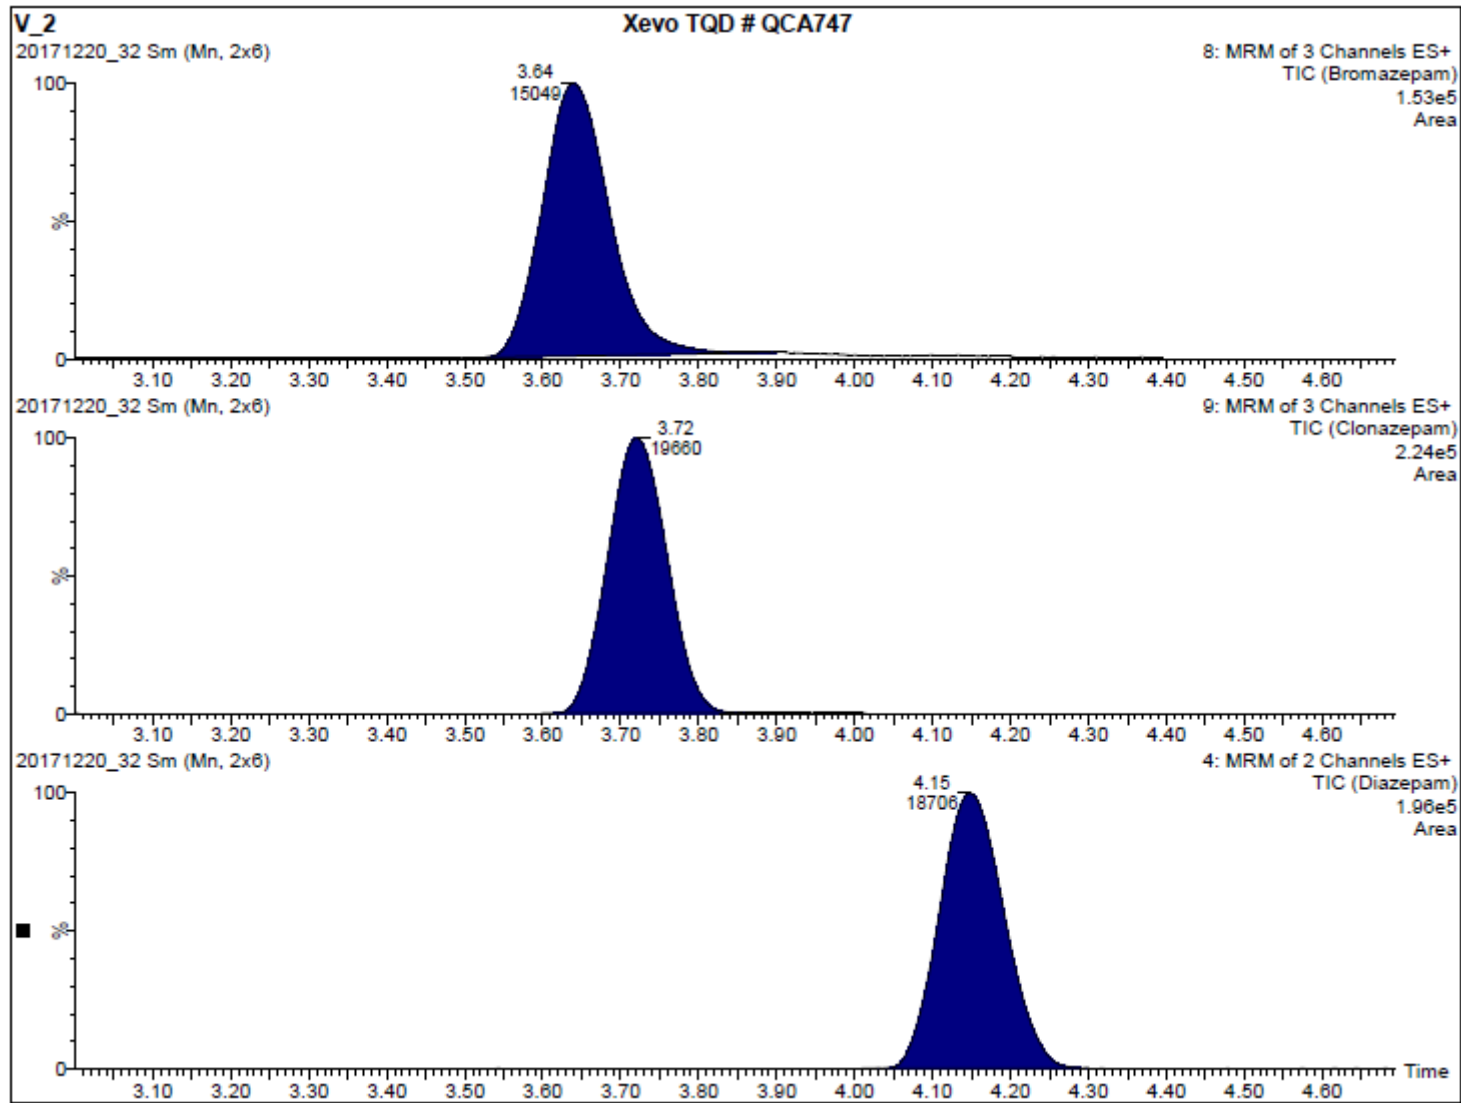 V_2
Xevo TQD # QCA747
20171220_32 Sm (Mn, 2x6)
8: MRM of 3 Channels ES+
TIC (Bromazepam)
1.53e5
Area
3.64
15049
100
%
0
3.10 3.20 3.30 3.40 3.50 3.60 3.70 3.80 3.90 4.00 4.10 4.20 4.30 4.40 4.50 4.60
20171220_32 Sm (Mn, 2x6)
9: MRM of 3 Channels ES+
TIC (Clonazepam)
2.24e5
Area
3.72
19660
100
%
0
3.10 3.20 3.30 3.40 3.50 3.60 3.70 3.80 3.90 4.00 4.10 4.20 4.30 4.40 4.50 4.60
20171220_32 Sm (Mn, 2x6)
4: MRM of 2 Channels ES+
TIC (Diazepam)
1.96e5
Area
4.15
18706
100
%
0
Time
3.10 3.20 3.30 3.40 3.50 3.60 3.70 3.80 3.90 4.00 4.10 4.20 4.30 4.40 4.50 4.60